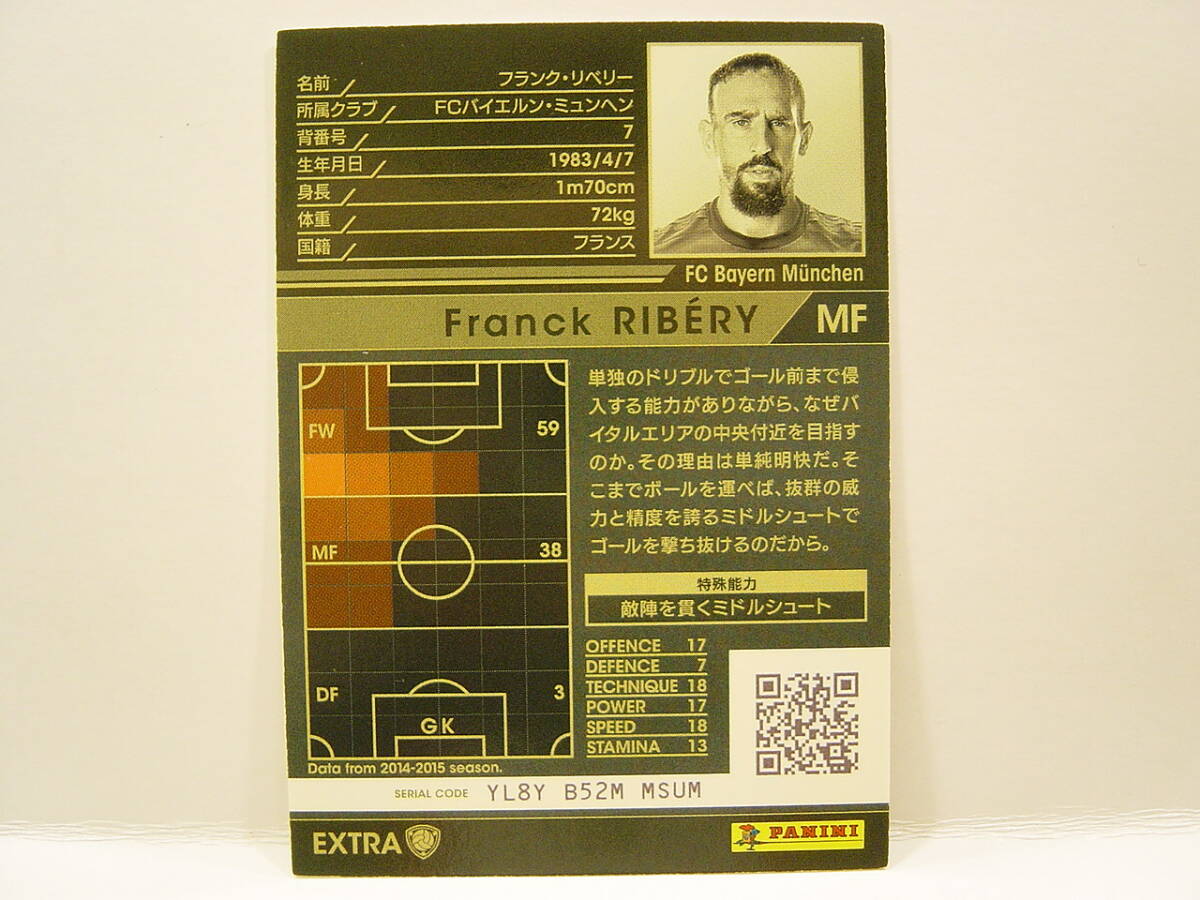 名前 フランク・リベリー
所属クラブ FCバイエルン・ミュンヘン
背番号 7
生年月日 1983/4/7
身長 1m70cm
体重 72kg
国籍 フランス
FC Bayern München
Franck RIBÉRY MF
FW 59
MF 38
DF 3
GK
Data from 2014-2015 season.
単独のドリブルでゴール前まで侵
入する能力がありながら、なぜバ
イタルエリアの中央付近を目指す
のか。その理由は単純明快だ。そ
こまでボールを運べば、抜群の威
力と精度を誇るミドルシュートで
ゴールを撃ち抜けるのだから。
特殊能力
敵陣を貫くミドルシュート
OFFENCE 17
DEFENCE 7
TECHNIQUE 18
POWER 17
SPEED 18
STAMINA 13
SERIAL CODE YL8Y B52M MSUM
EXTRA
PANINI